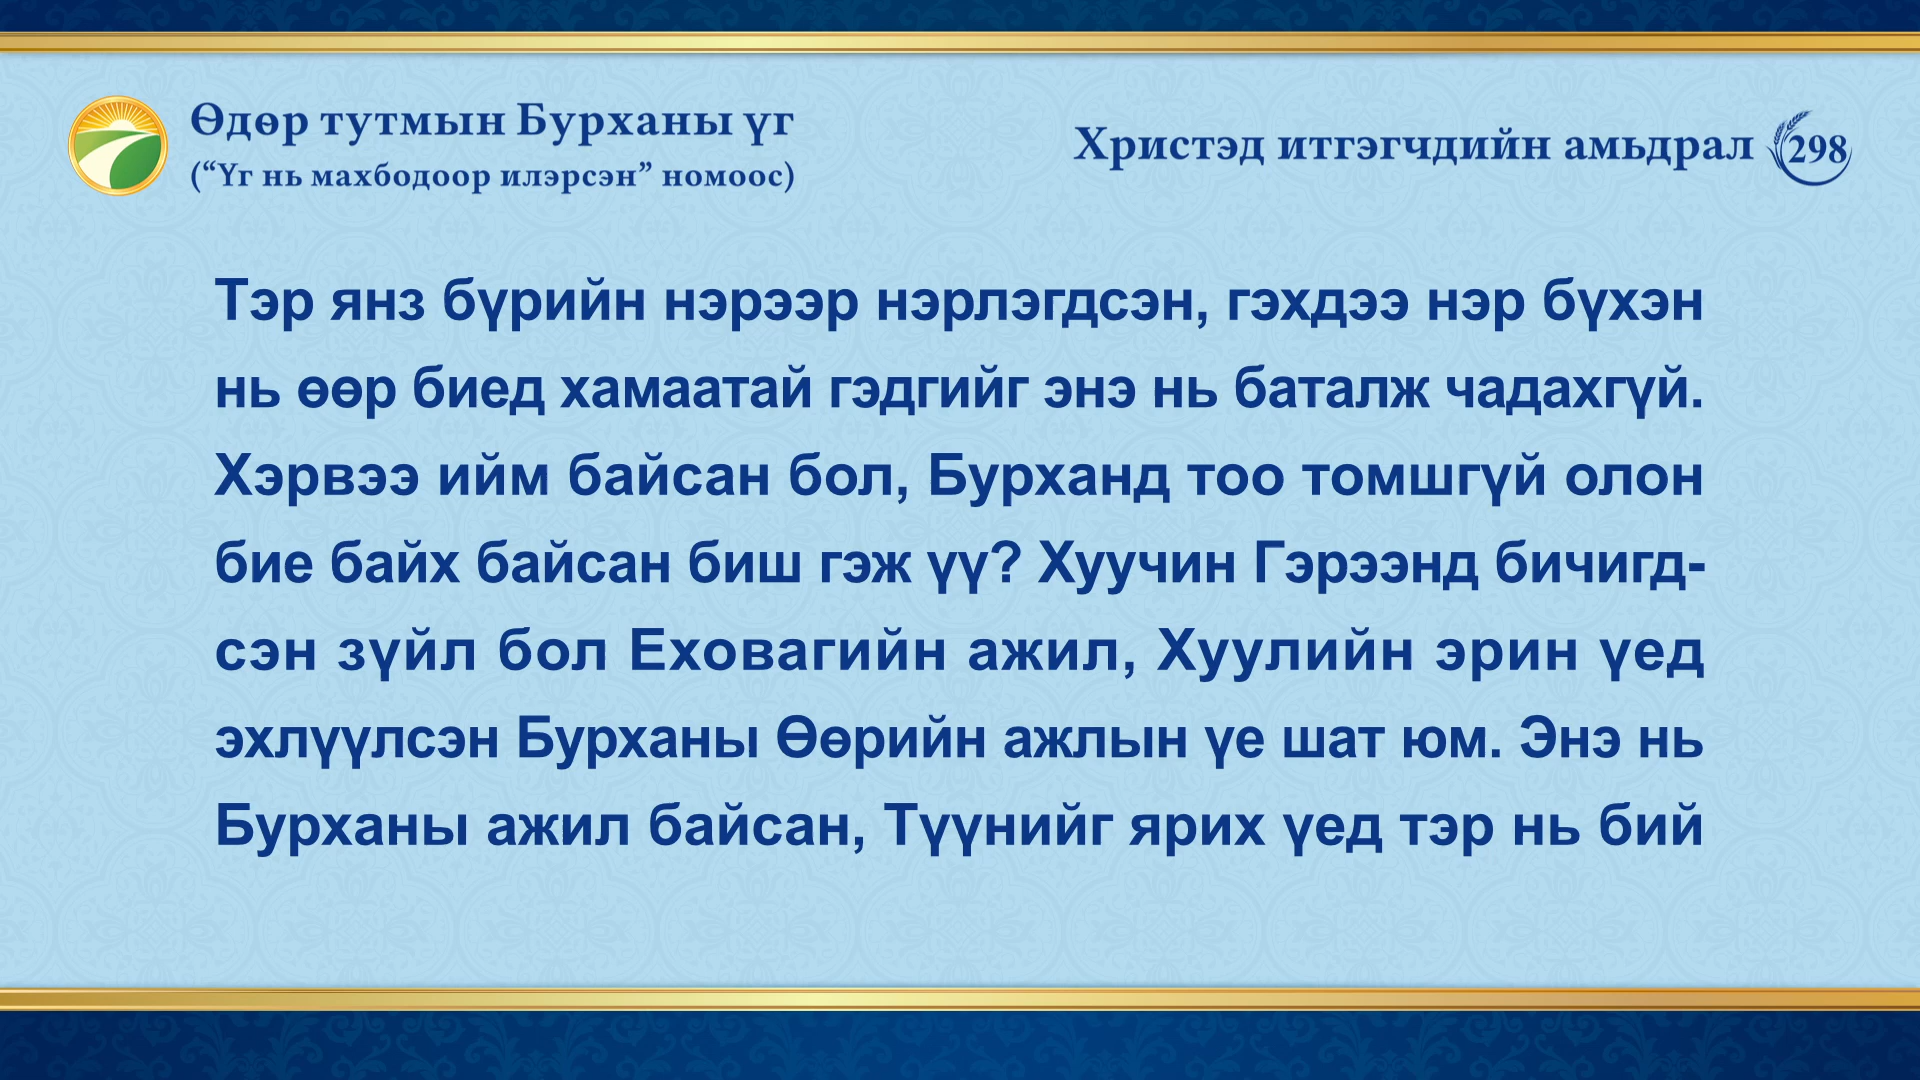 Өдөр тутмын Бурханы үг
(“Үг нь махбодоор илэрсэн” номоос)
Христэд итгэгчдийн амьдрал 298
Тэр янз бүрийн нэрээр нэрлэгдсэн, гэхдээ нэр бүхэн
нь өөр биед хамаатай гэдгийг энэ нь баталж чадахгүй.
Хэрвээ ийм байсан бол, Бурханд тоо томшгүй олон
бие байх байсан биш гэж үү? Хуучин Гэрээнд бичигд-
сэн зүйл бол Еховагийн ажил, Хуулийн эрин үед
эхлүүлсэн Бурханы Өөрийн ажлын үе шат юм. Энэ нь
Бурханы ажил байсан, Түүнийг ярих үед тэр нь бий